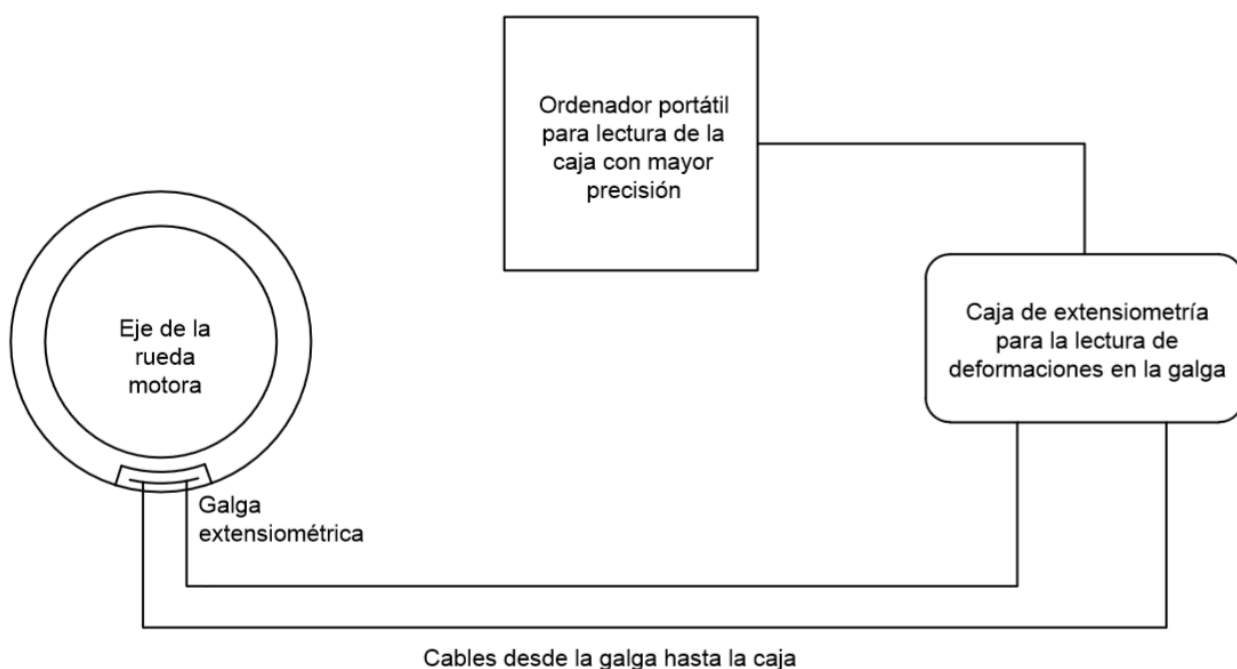 Ordenador portátil
para lectura de la
caja con mayor
precisión
Eje de la
rueda
motora
Caja de extensiometría
para la lectura de
deformaciones en la galga
Galga
extensiométrica
Cables desde la galga hasta la caja